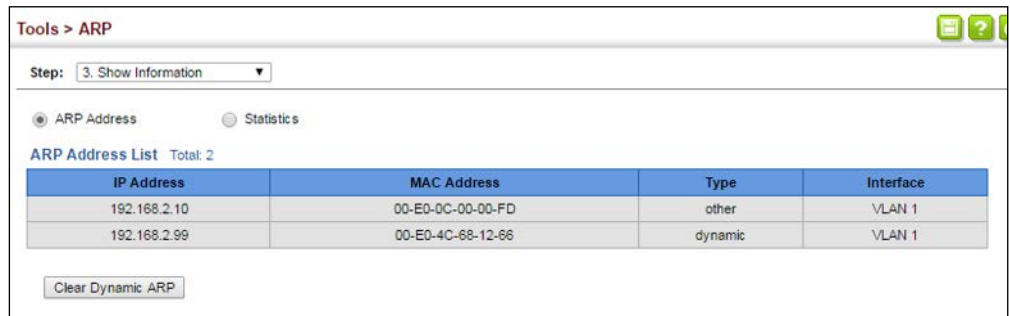 Tools > ARP
Step: 3. Show Information
ARP Address Statistics
ARP Address List Total: 2
IP Address MAC Address Type Interface
192.168.2.10 00-E0-0C-00-00-FD other VLAN 1
192.168.2.99 00-E0-4C-68-12-66 dynamic VLAN 1
Clear Dynamic ARP